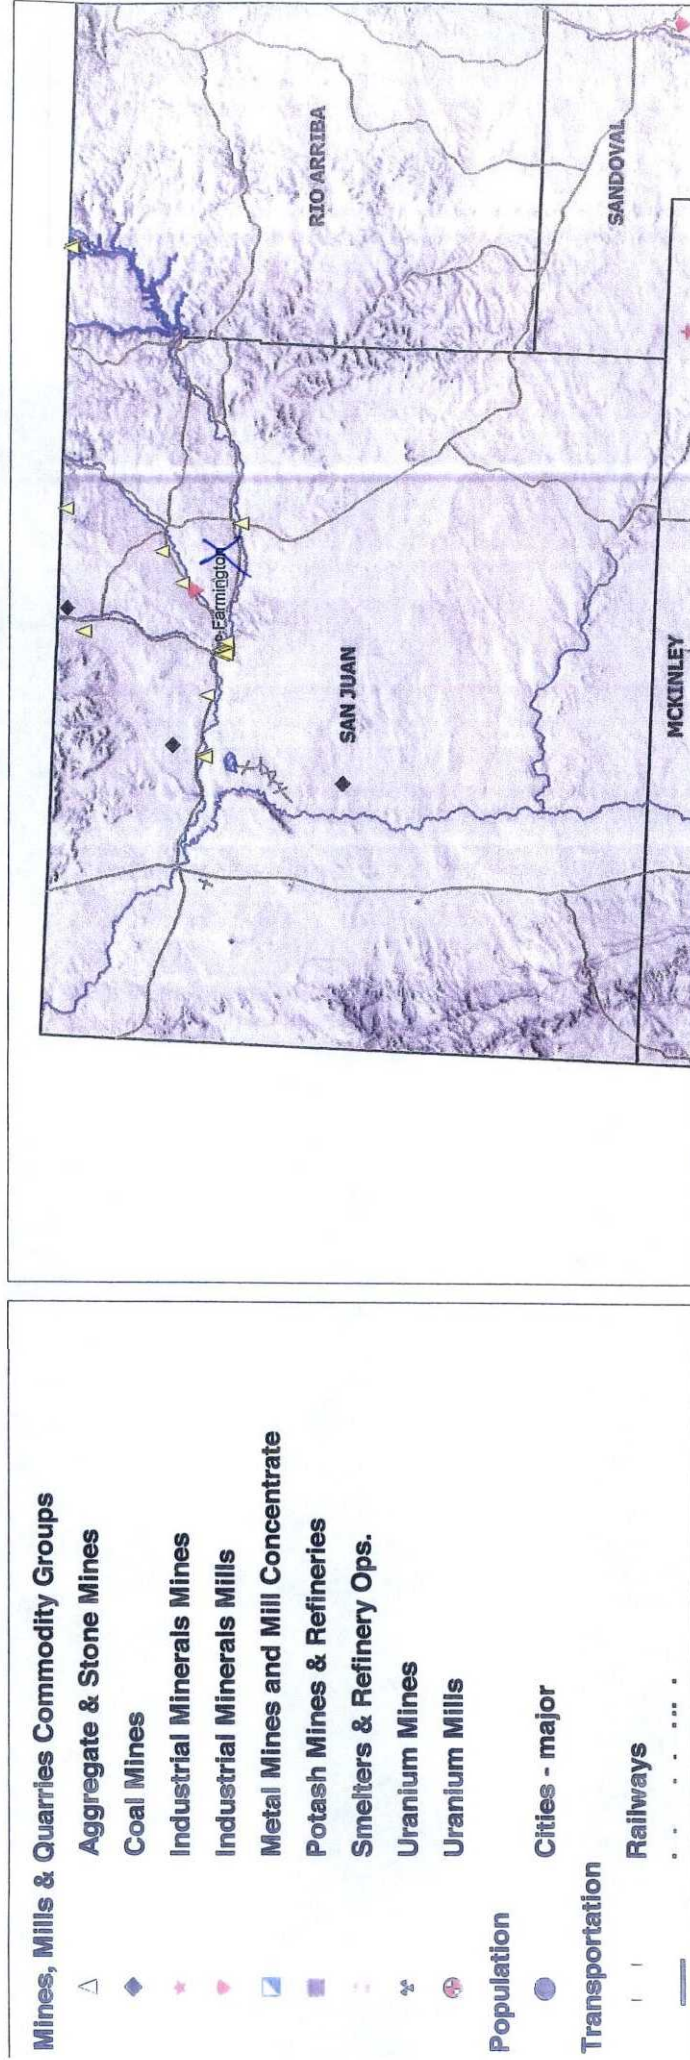 Mines, Mills & Quarries Commodity Groups
Aggregate & Stone Mines
Coal Mines
Industrial Minerals Mines
Industrial Minerals Mills
Metal Mines and Mill Concentrate
Potash Mines & Refineries
Smelters & Refinery Ops.
Uranium Mines
Uranium Mills
Population
Cities - major
Transportation
Railways
Farmington
SAN JUAN
RIO ARRIBA
SANDOVAL
MCKINLEY